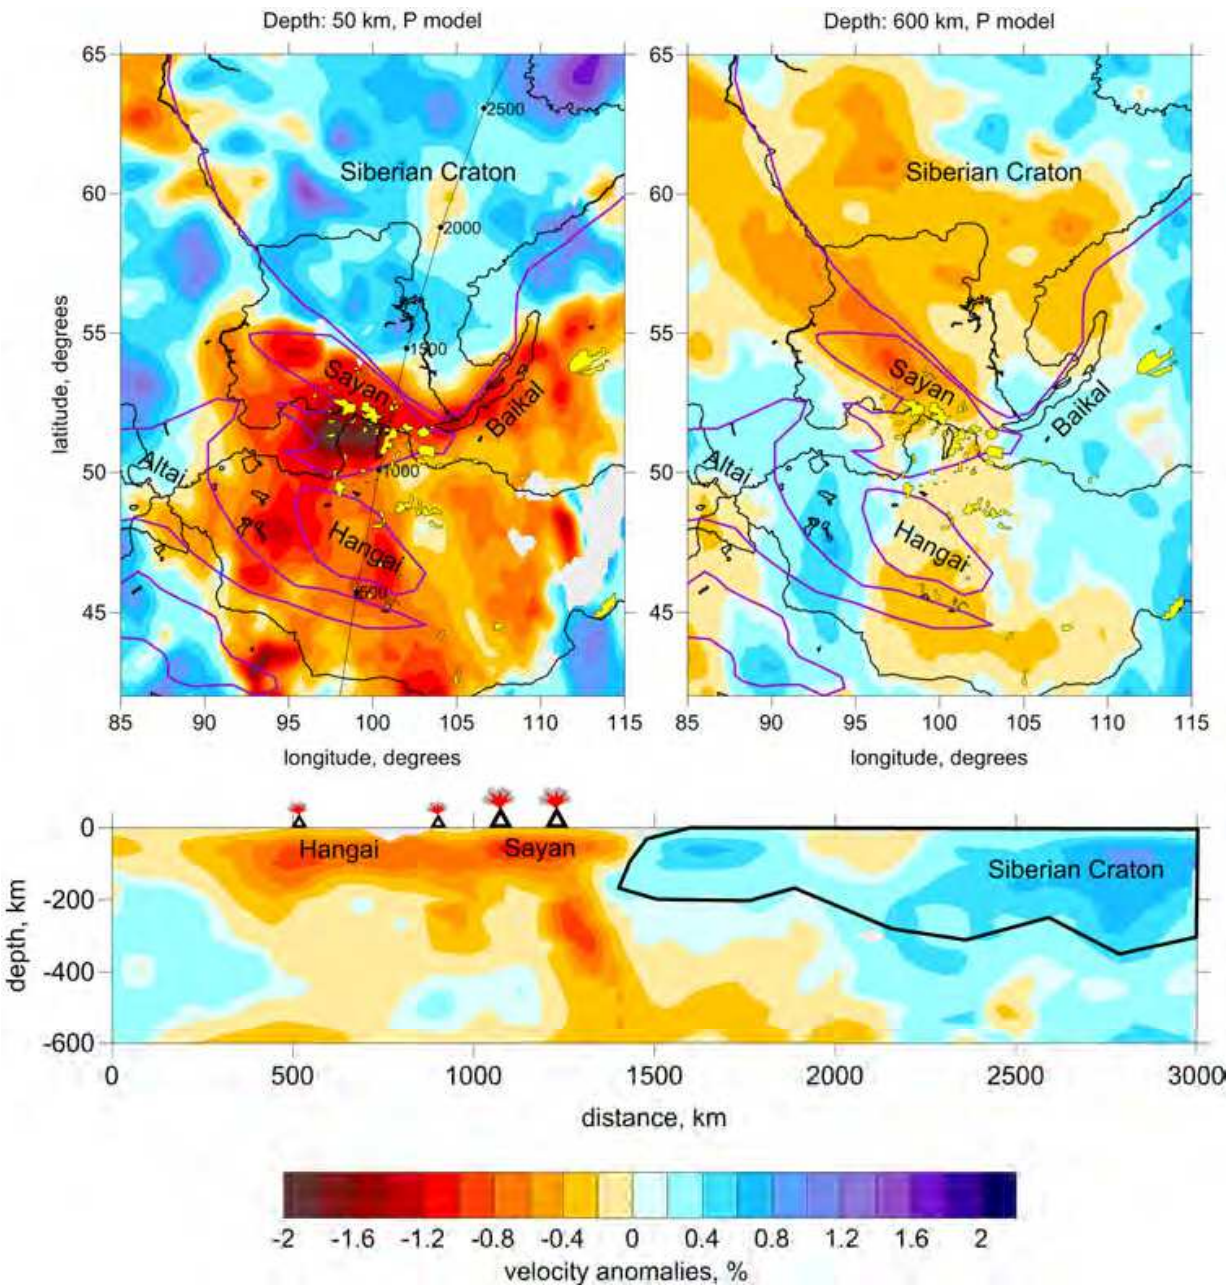 Depth: 50 km, P model
Depth: 600 km, P model
65
60
55
50
45
latitude, degrees
85 90 95 100 105 110 115
longitude, degrees
2500
Siberian Craton
2000
1500
Sayan
Baikal
Altai
1000
Hangai
65
60
55
50
45
85 90 95 100 105 110 115
longitude, degrees
Siberian Craton
Sayan
Baikal
Altai
Hangai
0
-200
-400
-600
depth, km
Hangai
Sayan
Siberian Craton
0 500 1000 1500 2000 2500 3000
distance, km
-2 -1.6 -1.2 -0.8 -0.4 0 0.4 0.8 1.2 1.6 2
velocity anomalies, %